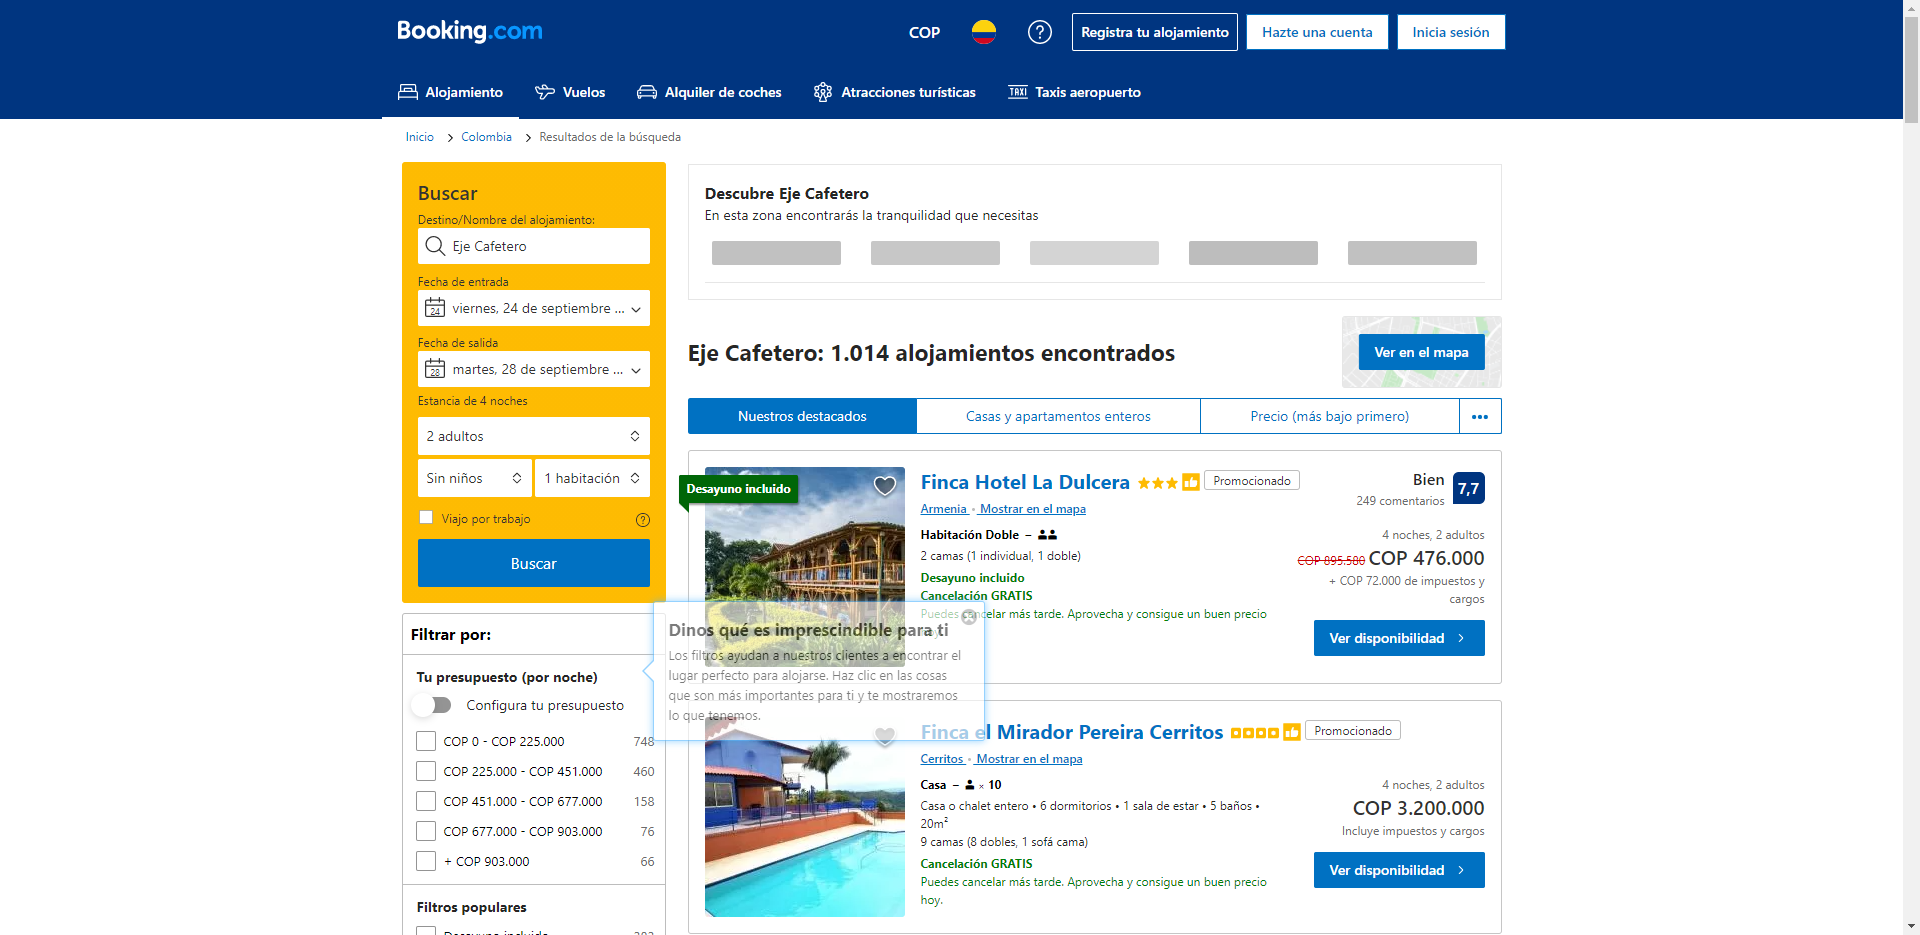 Booking.com
COP
?
Registra tu alojamiento
Hazte una cuenta
Inicia sesión
Alojamiento
Vuelos
Alquiler de coches
Atracciones turísticas
TAXI Taxis aeropuerto
Inicio > Colombia > Resultados de la búsqueda
Buscar
Destino/Nombre del alojamiento:
Eje Cafetero
Fecha de entrada
24 viernes, 24 de septiembre ...
Fecha de salida
28 martes, 28 de septiembre ...
Estancia de 4 noches
2 adultos
Sin niños
1 habitación
Viajo por trabajo
?
Buscar
Filtrar por:
Tu presupuesto (por noche)
Configura tu presupuesto
COP 0 - COP 225.000 748
COP 225.000 - COP 451.000 460
COP 451.000 - COP 677.000 158
COP 677.000 - COP 903.000 76
+ COP 903.000 66
Filtros populares
Desayuno incluido
Dinos qué es imprescindible para ti
Los filtros ayudan a nuestros clientes a encontrar el
lugar perfecto para alojarse. Haz clic en las cosas
que son más importantes para ti y te mostraremos
lo que tenemos.
Descubre Eje Cafetero
En esta zona encontrarás la tranquilidad que necesitas
Eje Cafetero: 1.014 alojamientos encontrados
Ver en el mapa
Nuestros destacados
Casas y apartamentos enteros
Precio (más bajo primero)
•••
Desayuno incluido
Finca Hotel La Dulcera
Promocionado
Armenia • Mostrar en el mapa
Habitación Doble –
2 camas (1 individual, 1 doble)
Desayuno incluido
Cancelación GRATIS
Puedes cancelar más tarde. Aprovecha y consigue un buen precio
hoy.
Bien
249 comentarios
7,7
4 noches, 2 adultos
COP 895.580 COP 476.000
+ COP 72.000 de impuestos y
cargos
Ver disponibilidad
Finca el Mirador Pereira Cerritos
Promocionado
Cerritos • Mostrar en el mapa
Casa – × 10
Casa o chalet entero • 6 dormitorios • 1 sala de estar • 5 baños •
20m²
9 camas (8 dobles, 1 sofá cama)
Cancelación GRATIS
Puedes cancelar más tarde. Aprovecha y consigue un buen precio
hoy.
4 noches, 2 adultos
COP 3.200.000
Incluye impuestos y cargos
Ver disponibilidad